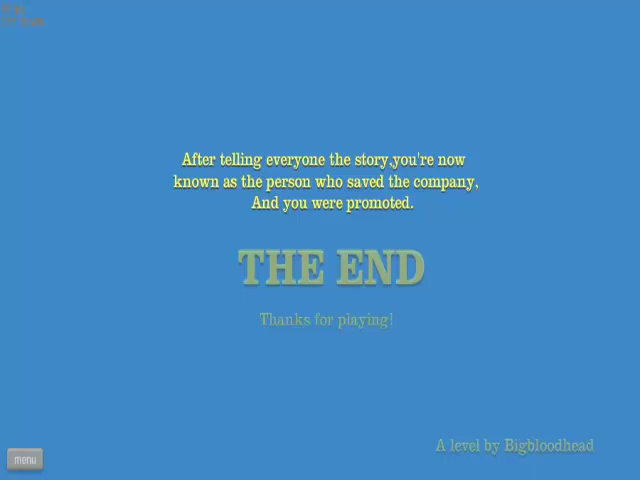 After telling everyone the story,you're now
known as the person who saved the company,
And you were promoted.
THE END
Thanks for playing!
A level by Bigbloodhead
menu